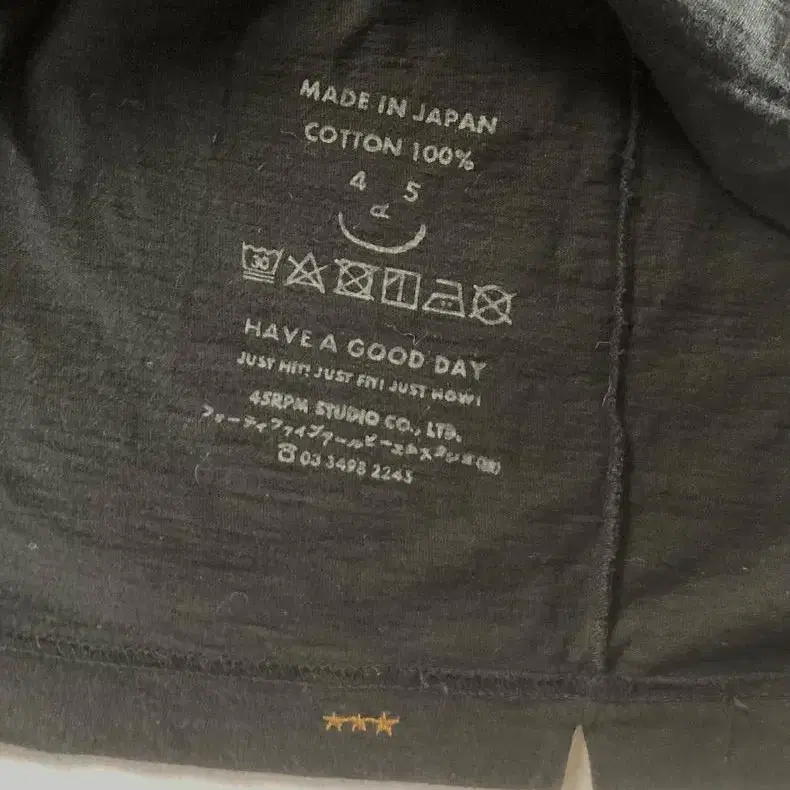 MADE IN JAPAN
COTTON 100%
4 5
R
30
HAVE A GOOD DAY
JUST HIT! JUST FIT! JUST NOW!
45RPM STUDIO CO., LTD.
フォーティファイブアールピーエムスタジオ(株)
☎03 3498 2245